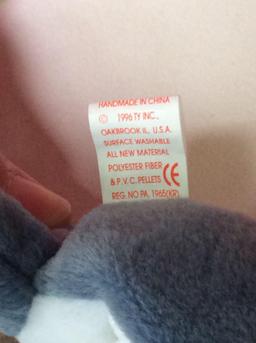 HANDMADE IN CHINA
© 1996 TY INC.,
OAKBROOK IL, U.S.A.
SURFACE WASHABLE
ALL NEW MATERIAL
POLYESTER FIBER
& P.V.C. PELLETS CE
REG. NO PA. 1965(KR)